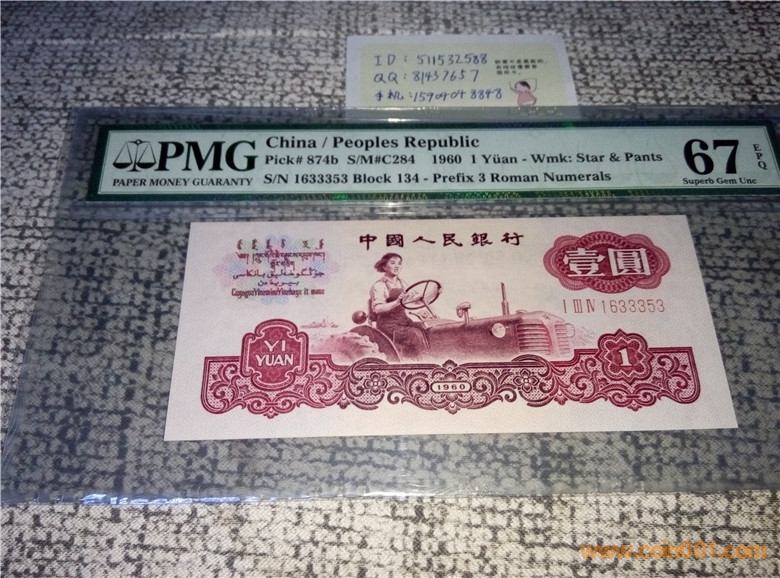 ID: 511532588
QQ: 81437657
手机: 15909048848
PMG
PAPER MONEY GUARANTY
China / Peoples Republic
Pick# 874b S/M#C284 1960 1 Yüan - Wmk: Star & Pants
S/N 1633353 Block 134 - Prefix 3 Roman Numerals
67
EPQ
Superb Gem Unc
中國人民銀行
壹圓
I III IV 1633353
YI
YUAN
1
1960
www.coin001.com